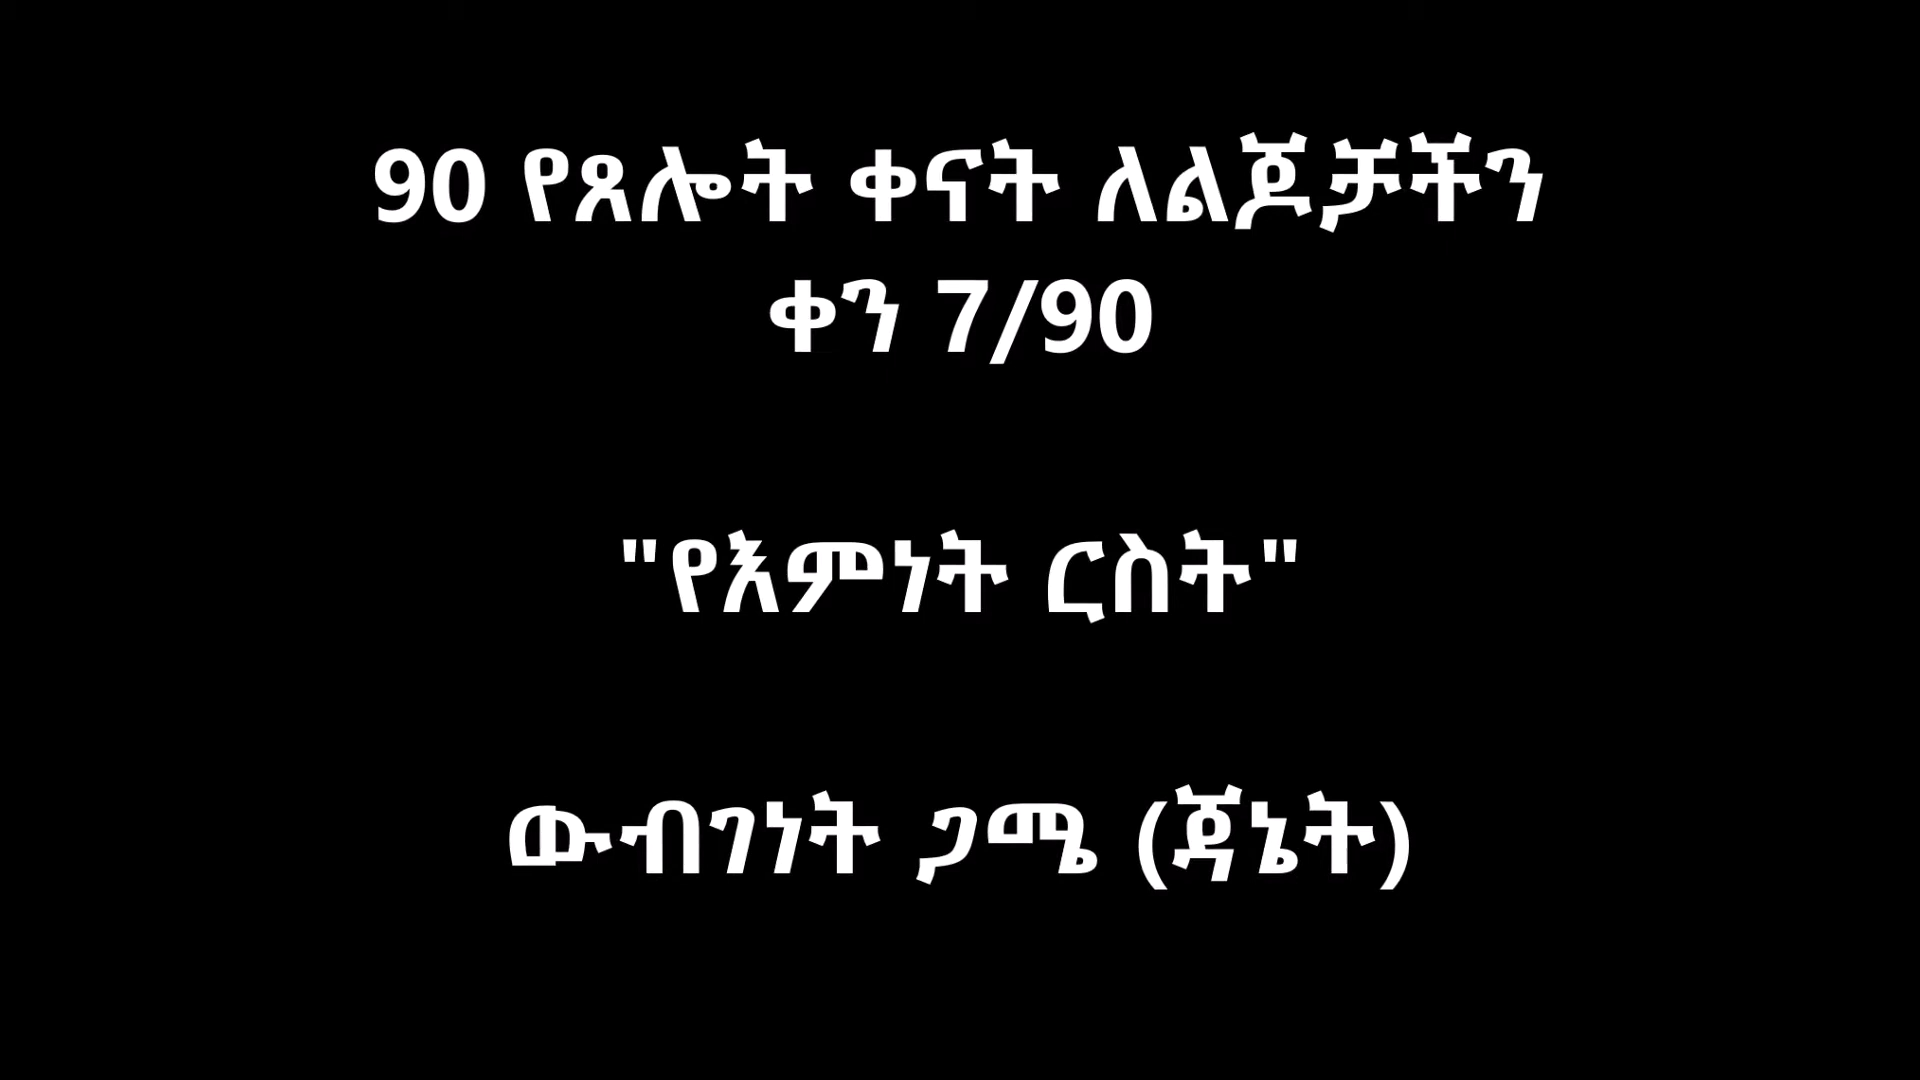 90 የጸሎት ቀናት ለልጆቻችን
ቀን 7/90
"የእምነት ርስት"
ውብገነት ጋሜ (ጃኔት)